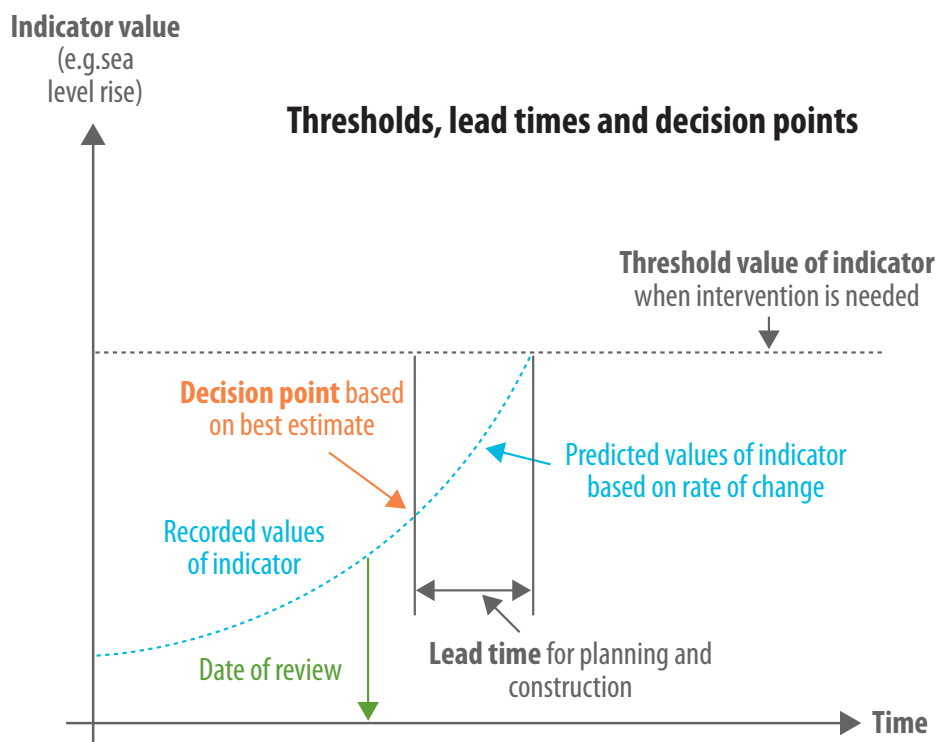 Indicator value
(e.g.sea
level rise)
Thresholds, lead times and decision points
Threshold value of indicator
when intervention is needed
Decision point based
on best estimate
Predicted values of indicator
based on rate of change
Recorded values
of indicator
Date of review
Lead time for planning and
construction
Time